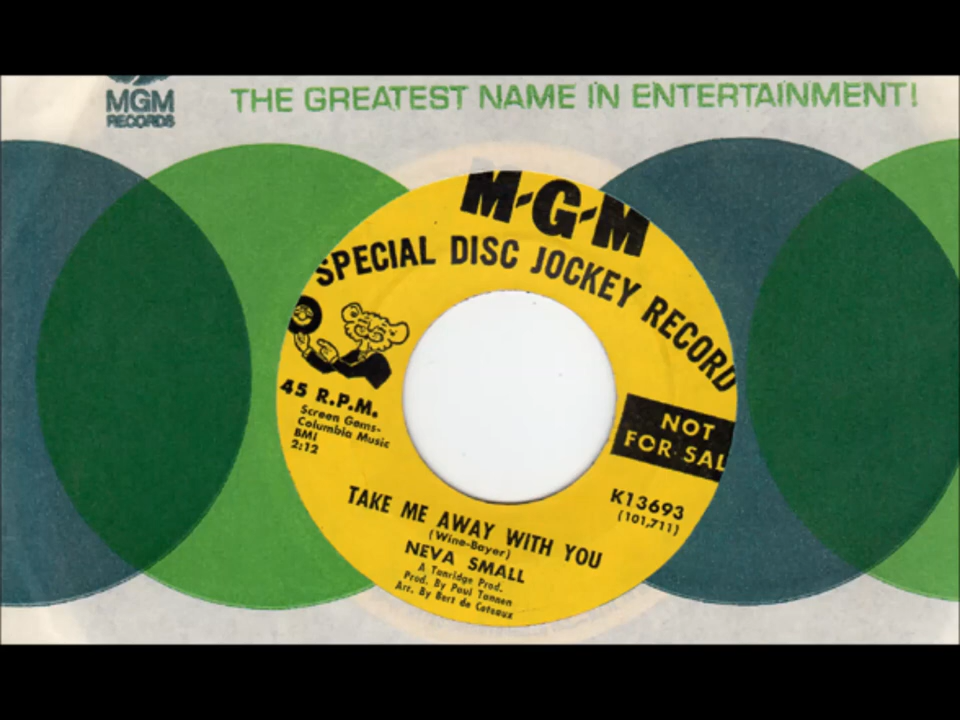 MGM
RECORDS
THE GREATEST NAME IN ENTERTAINMENT!
M-G-M
SPECIAL DISC JOCKEY RECORD
45 R.P.M.
Screen Gems-
Columbia Music
BMI
2:12
NOT
FOR SAL
K13693
(101,711)
TAKE ME AWAY WITH YOU
(Wine-Bayer)
NEVA SMALL
A Tanridge Prod.
Prod. By Paul Tannen
Arr. By Bert de Coteaux